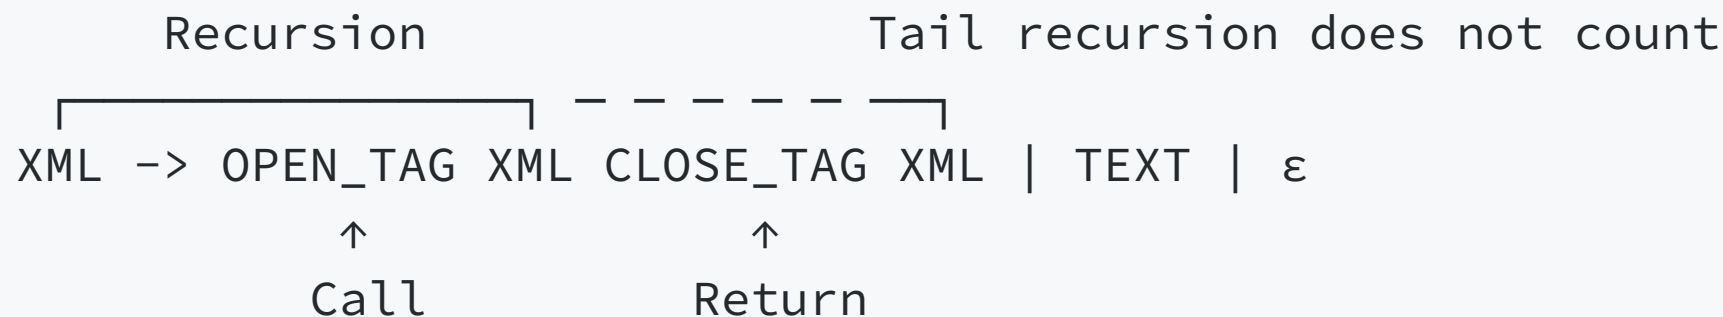 Recursion Tail recursion does not count
XML -> OPEN_TAG XML CLOSE_TAG XML | TEXT | ε
↑ ↑
Call Return